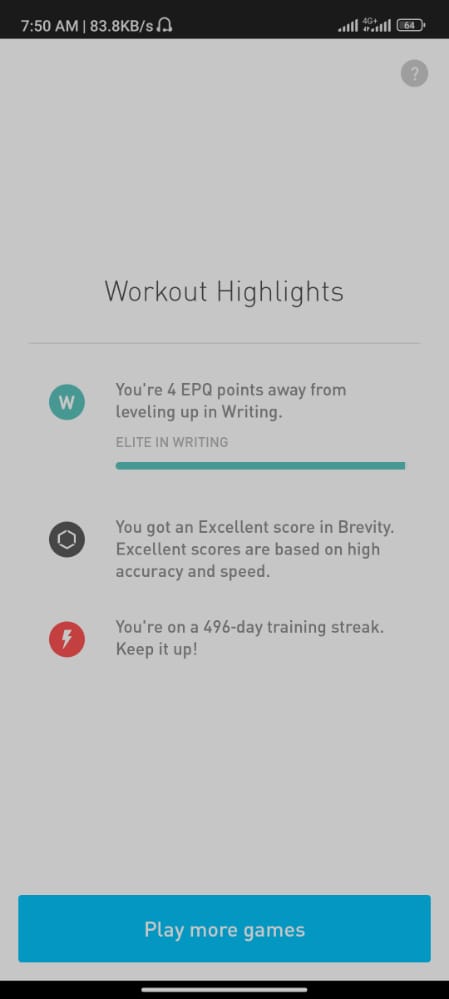 7:50 AM | 83.8KB/s 4G+ 64
?
Workout Highlights
W
You're 4 EPQ points away from
leveling up in Writing.
ELITE IN WRITING
You got an Excellent score in Brevity.
Excellent scores are based on high
accuracy and speed.
You're on a 496-day training streak.
Keep it up!
Play more games